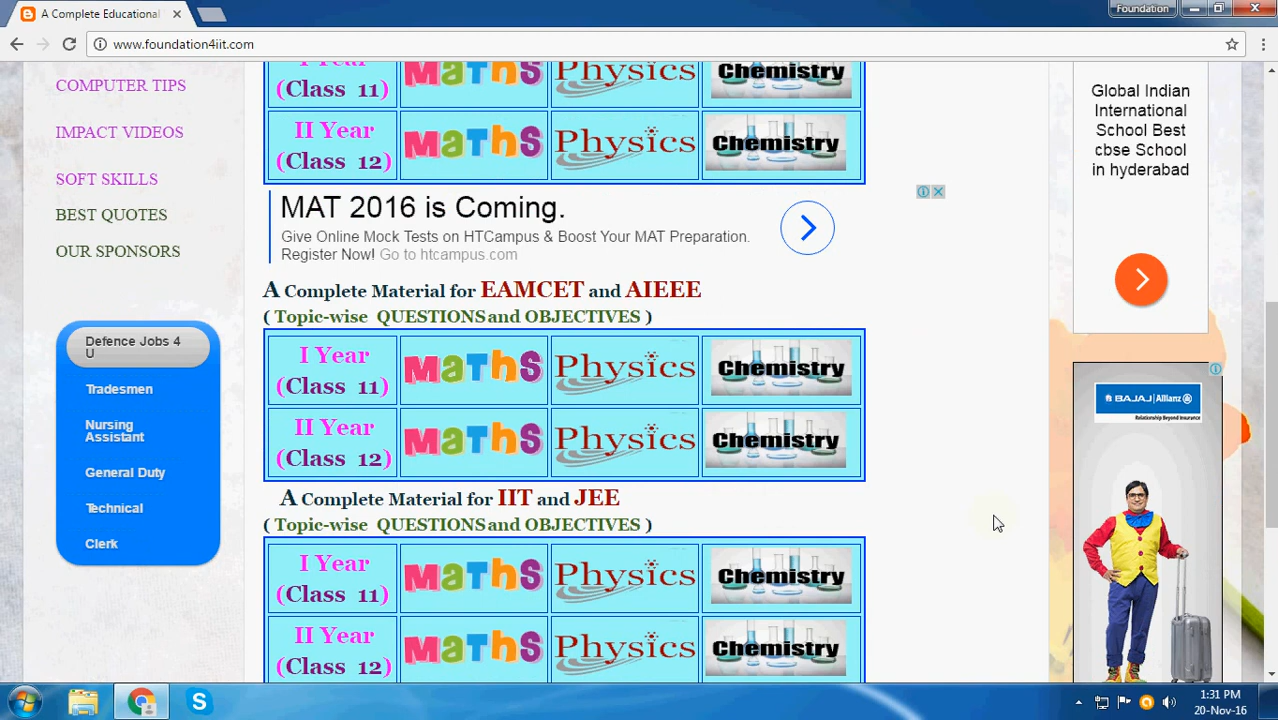 A Complete Educational
Foundation
www.foundation4iit.com
COMPUTER TIPS
IMPACT VIDEOS
SOFT SKILLS
BEST QUOTES
OUR SPONSORS
Defence Jobs 4
U
Tradesmen
Nursing
Assistant
General Duty
Technical
Clerk
I Year
(Class 11)
Maths
Physics
Chemistry
II Year
(Class 12)
Maths
Physics
Chemistry
MAT 2016 is Coming.
Give Online Mock Tests on HTCampus & Boost Your MAT Preparation.
Register Now! Go to htcampus.com
A Complete Material for EAMCET and AIEEE
( Topic-wise QUESTIONS and OBJECTIVES )
I Year
(Class 11)
Maths
Physics
Chemistry
II Year
(Class 12)
Maths
Physics
Chemistry
A Complete Material for IIT and JEE
( Topic-wise QUESTIONS and OBJECTIVES )
I Year
(Class 11)
Maths
Physics
Chemistry
II Year
(Class 12)
Maths
Physics
Chemistry
Global Indian
International
School Best
cbse School
in hyderabad
BAJAJ Allianz
Relationship Beyond Insurance
1:31 PM
20-Nov-16